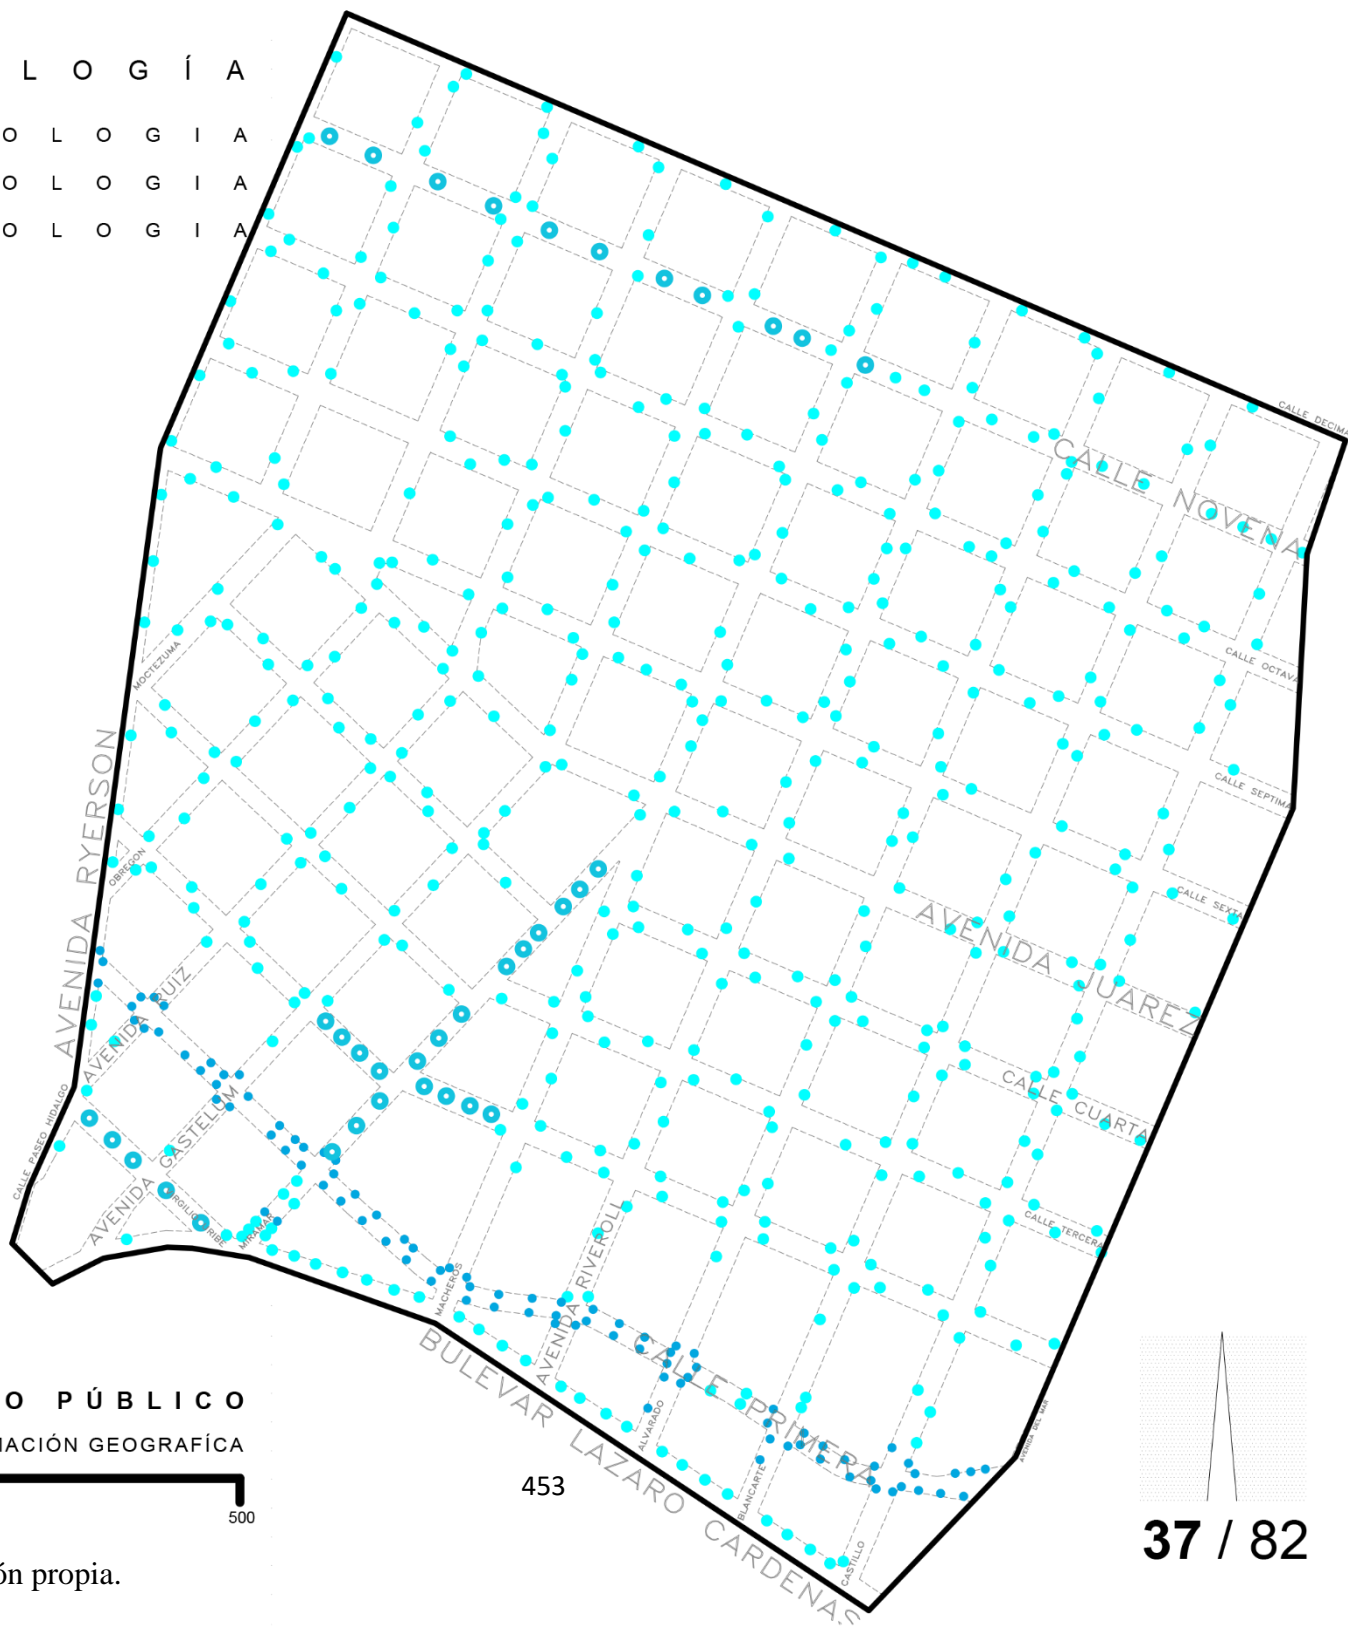 L O G Í A
O L O G I A
O L O G I A
O L O G I A
CALLE DECIMA
CALLE NOVENA
CALLE OCTAVA
MOCTEZUMA
AVENIDA RYERSON
CALLE SEPTIMA
OBREGON
CALLE SEXTA
AVENIDA JUAREZ
AVENIDA RUIZ
CALLE CUARTA
AVENIDA GASTELUM
CALLE PASEO HIDALGO
MIRAMAR
AVENIDA RIVEROLL
CALLE TERCERA
MACHEROS
BULEVAR LAZARO CARDENAS
CALLE PRIMERA
ALVARADO
BLANCARTE
CASTILLO
AVENIDA DEL MAR
O PÚBLICO
MACIÓN GEOGRAFÍCA
500
453
37 / 82
ón propia.